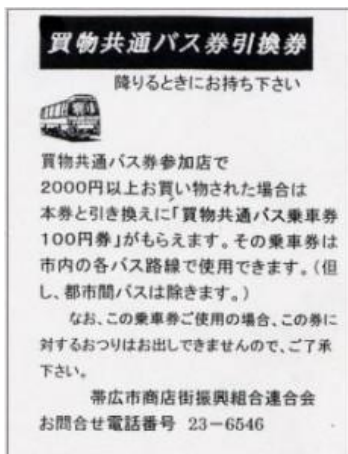 買物共通バス券引換券
降りるときにお持ち下さい
買物共通バス券参加店で
2000円以上お買い物された場合は
本券と引き換えに「買物共通バス乗車券
100円券」がもらえます。その乗車券は
市内の各バス路線で使用できます。(但
し、都市間バスは除きます。)
なお、この乗車券ご使用の場合、この券に
対するおつりはお出しできませんので、ご了承
下さい。
帯広市商店街振興組合連合会
お問合せ電話番号 23-6546